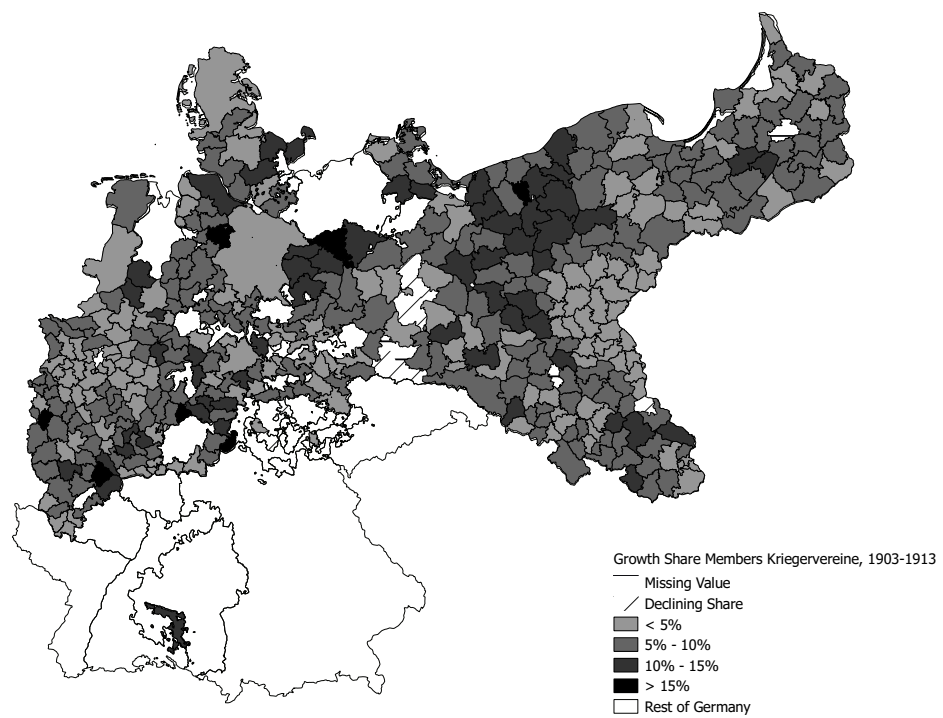 Growth Share Members Kriegervereine, 1903-1913
Missing Value
Declining Share
< 5%
5% - 10%
10% - 15%
> 15%
Rest of Germany